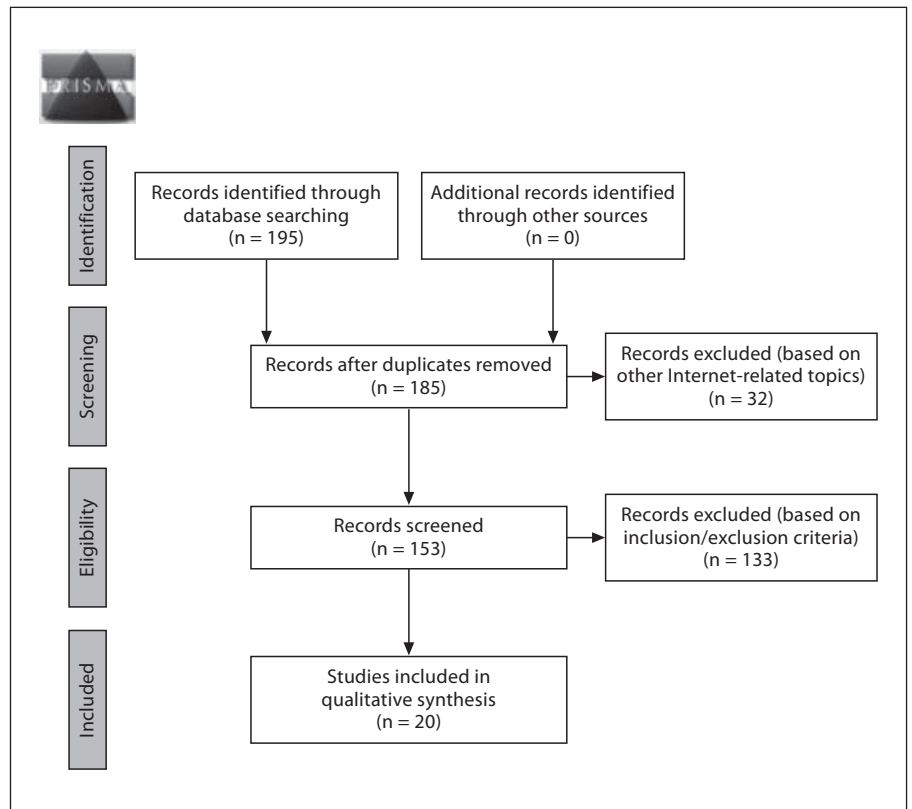 PRISMA
Identification
Records identified through
database searching
(n = 195)
Additional records identified
through other sources
(n = 0)
Screening
Records after duplicates removed
(n = 185)
Records excluded (based on
other Internet-related topics)
(n = 32)
Eligibility
Records screened
(n = 153)
Records excluded (based on
inclusion/exclusion criteria)
(n = 133)
Included
Studies included in
qualitative synthesis
(n = 20)